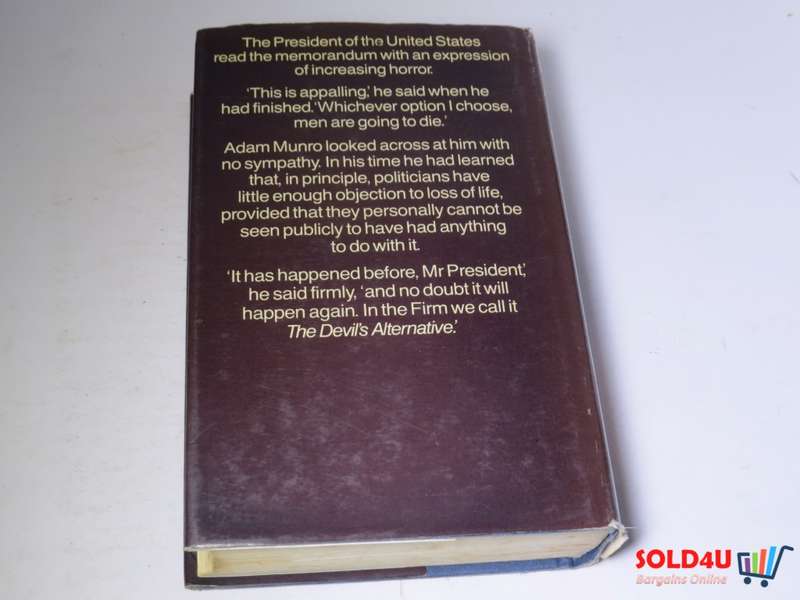 The President of the United States
read the memorandum with an expression
of increasing horror.
‘This is appalling,’ he said when he
had finished. ‘Whichever option I choose,
men are going to die.’
Adam Munro looked across at him with
no sympathy. In his time he had learned
that, in principle, politicians have
little enough objection to loss of life,
provided that they personally cannot be
seen publicly to have had anything
to do with it.
‘It has happened before, Mr President,’
he said firmly, ‘and no doubt it will
happen again. In the Firm we call it
The Devil’s Alternative.’
SOLD4U
Bargains Online